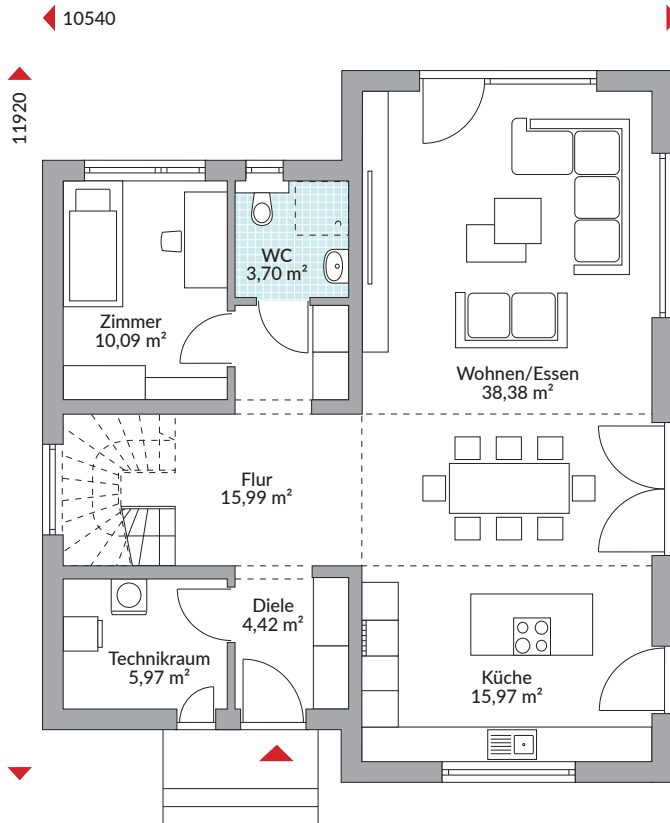 10540
11920
WC
3,70 m²
Zimmer
10,09 m²
Wohnen/Essen
38,38 m²
Flur
15,99 m²
Diele
4,42 m²
Technikraum
5,97 m²
Küche
15,97 m²